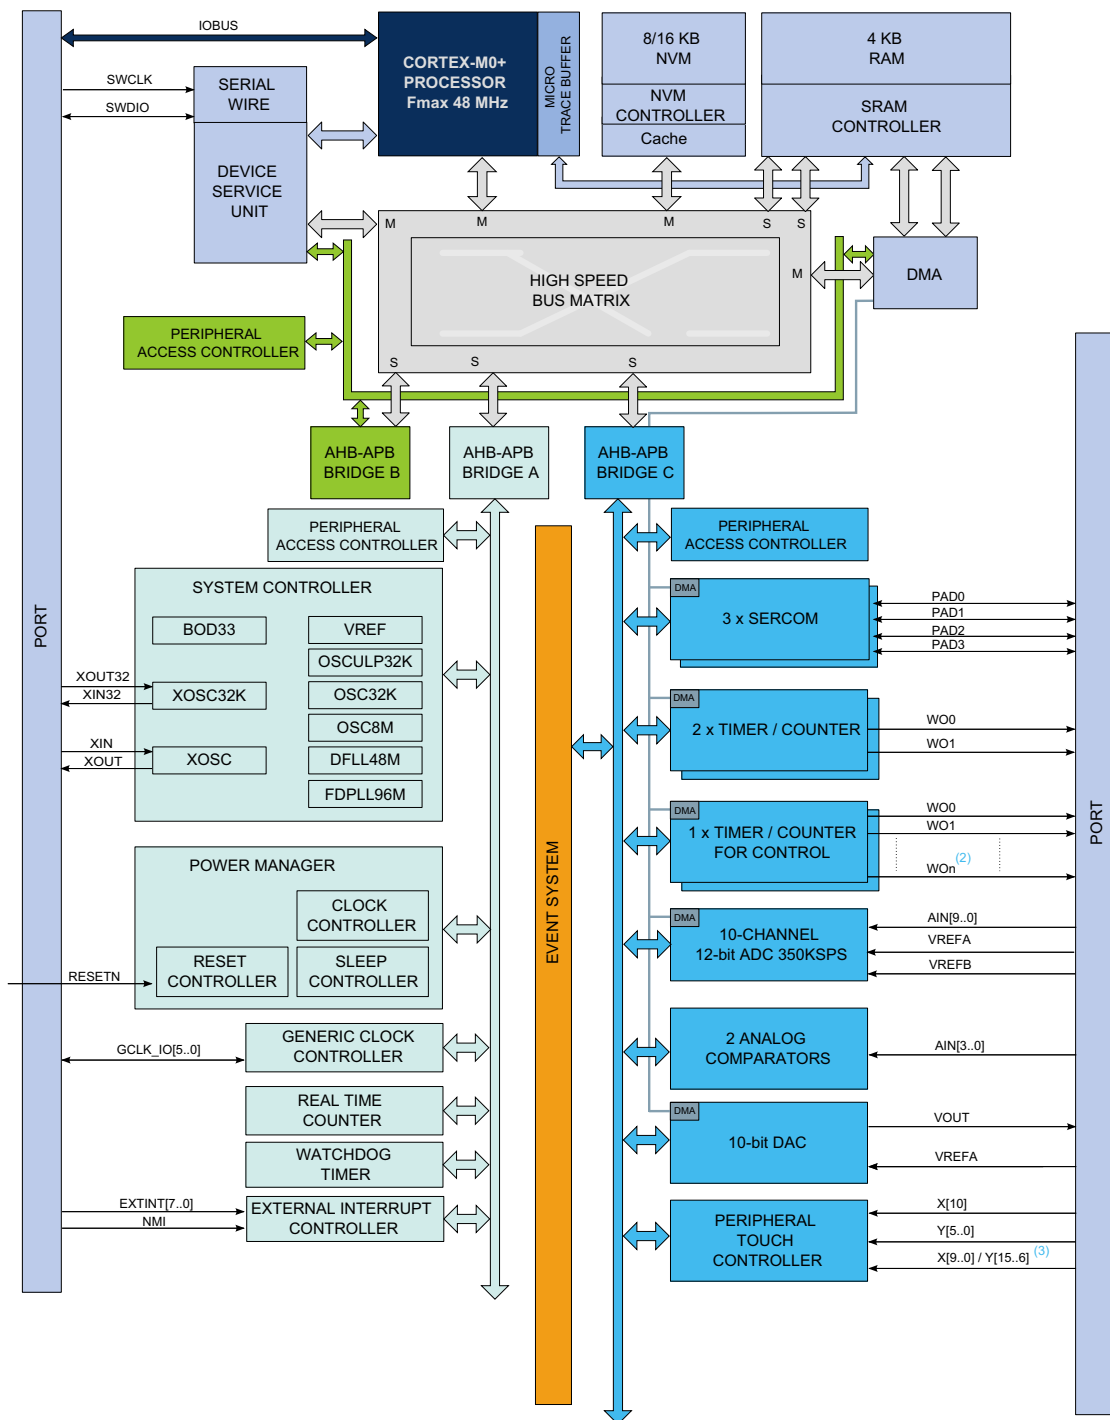 IOBUS
SWCLK
SWDIO
SERIAL
WIRE
DEVICE
SERVICE
UNIT
CORTEX-M0+
PROCESSOR
Fmax 48 MHz
MICRO
TRACE BUFFER
8/16 KB
NVM
NVM
CONTROLLER
Cache
4 KB
RAM
SRAM
CONTROLLER
M
M
M
S
S
M
HIGH SPEED
BUS MATRIX
DMA
PERIPHERAL
ACCESS CONTROLLER
S
S
S
AHB-APB
BRIDGE B
AHB-APB
BRIDGE A
AHB-APB
BRIDGE C
PORT
PERIPHERAL
ACCESS CONTROLLER
SYSTEM CONTROLLER
BOD33
VREF
OSCULP32K
XOUT32
XIN32
XOSC32K
OSC32K
OSC8M
XIN
XOUT
XOSC
DFLL48M
FDPLL96M
POWER MANAGER
CLOCK
CONTROLLER
RESETN
RESET
CONTROLLER
SLEEP
CONTROLLER
GCLK_IO[5..0]
GENERIC CLOCK
CONTROLLER
REAL TIME
COUNTER
WATCHDOG
TIMER
EXTINT[7..0]
NMI
EXTERNAL INTERRUPT
CONTROLLER
EVENT SYSTEM
PERIPHERAL
ACCESS CONTROLLER
DMA
3 x SERCOM
PAD0
PAD1
PAD2
PAD3
DMA
2 x TIMER / COUNTER
WO0
WO1
DMA
1 x TIMER / COUNTER
FOR CONTROL
WO0
WO1
WOn (2)
DMA
10-CHANNEL
12-bit ADC 350KSPS
AIN[9..0]
VREFA
VREFB
2 ANALOG
COMPARATORS
AIN[3..0]
DMA
10-bit DAC
VOUT
VREFA
PERIPHERAL
TOUCH
CONTROLLER
X[10]
Y[5..0]
X[9..0] / Y[15..6] (3)
PORT